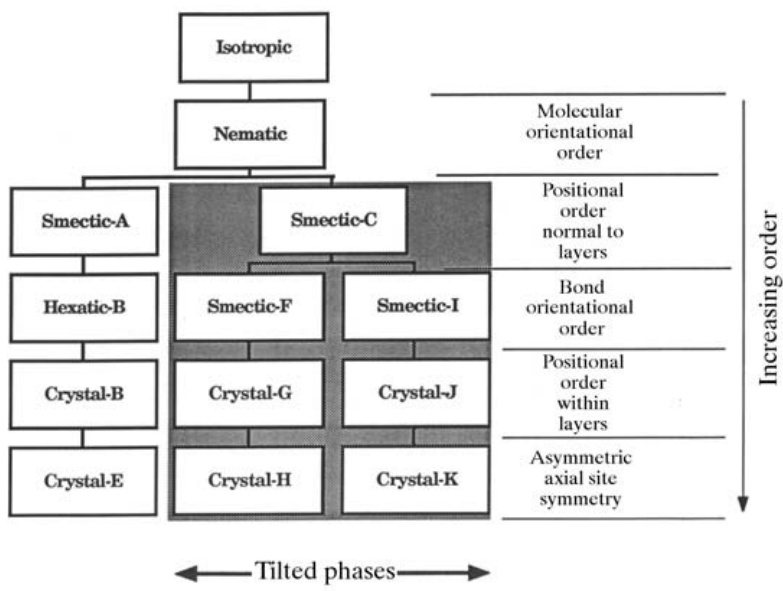 Isotropic
Nematic
Molecular
orientational
order
Smectic-A
Smectic-C
Positional
order
normal to
layers
Hexatic-B
Smectic-F
Smectic-I
Bond
orientational
order
Crystal-B
Crystal-G
Crystal-J
Positional
order
within
layers
Crystal-E
Crystal-H
Crystal-K
Asymmetric
axial site
symmetry
Increasing order
Tilted phases